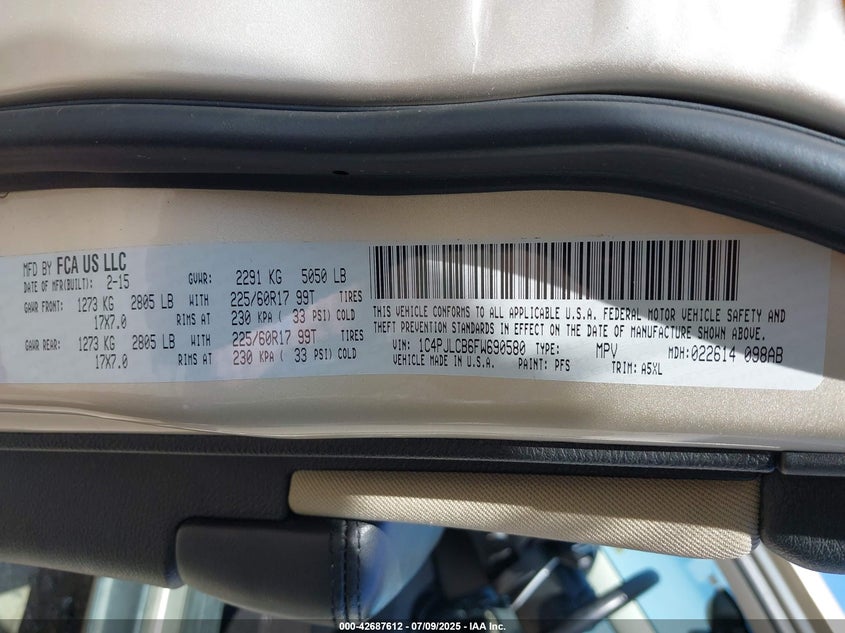 MFD BY FCA US LLC
DATE OF MFR(BUILT): 2-15 GVWR: 2291 KG 5050 LB
GAWR FRONT: 1273 KG 2805 LB WITH 225/60R17 99T TIRES
17X7.0 RIMS AT 230 KPA ( 33 PSI) COLD
GAWR REAR: 1273 KG 2805 LB WITH 225/60R17 99T TIRES
17X7.0 RIMS AT 230 KPA ( 33 PSI) COLD
THIS VEHICLE CONFORMS TO ALL APPLICABLE U.S.A. FEDERAL MOTOR VEHICLE SAFETY AND
THEFT PREVENTION STANDARDS IN EFFECT ON THE DATE OF MANUFACTURE SHOWN ABOVE.
VIN: 1C4PJLCB6FW690580 TYPE: MPV MDH:022614 098AB
VEHICLE MADE IN U.S.A. PAINT: PFS TRIM: A5XL
000-42687612 - 07/09/2025 - © IAA, Inc.